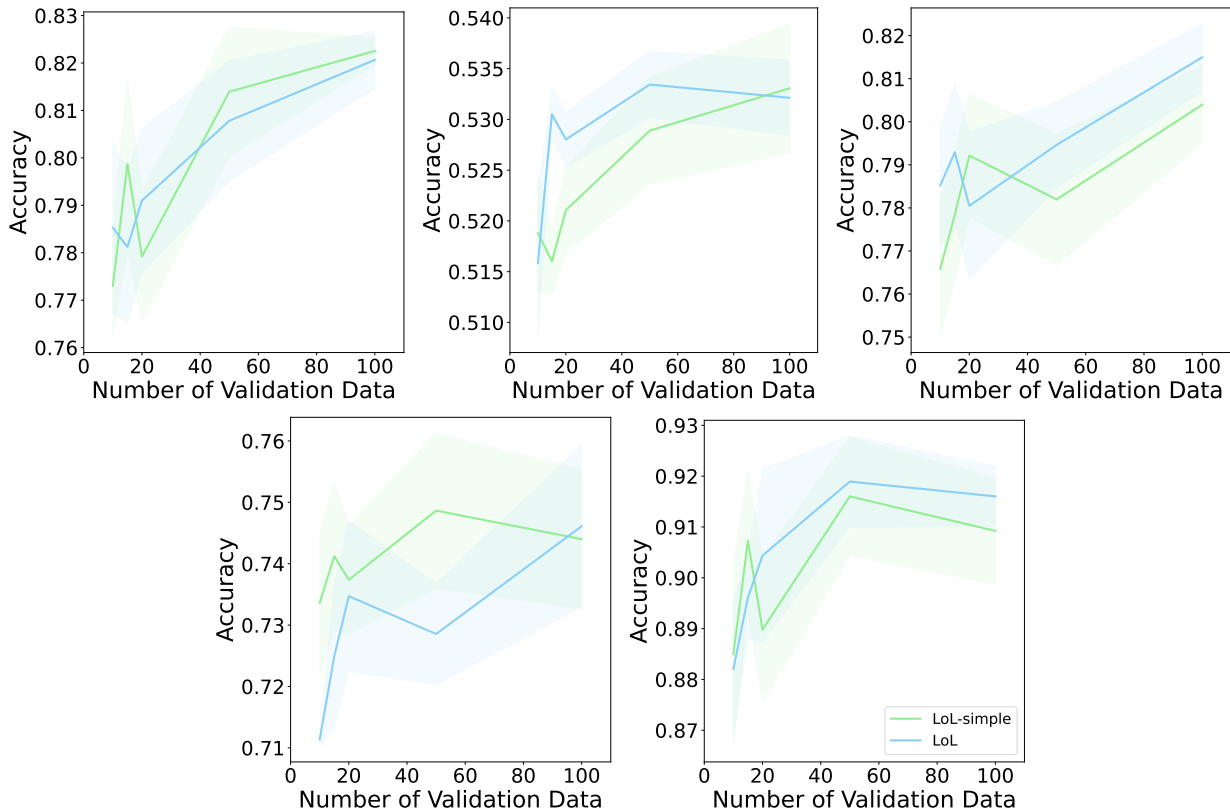 0.83
0.82
0.81
0.80
0.79
0.78
0.77
0.76
Accuracy
0 20 40 60 80 100
Number of Validation Data
0.540
0.535
0.530
0.525
0.520
0.515
0.510
Accuracy
0 20 40 60 80 100
Number of Validation Data
0.82
0.81
0.80
0.79
0.78
0.77
0.76
0.75
Accuracy
0 20 40 60 80 100
Number of Validation Data
0.76
0.75
0.74
0.73
0.72
0.71
Accuracy
0 20 40 60 80 100
Number of Validation Data
0.93
0.92
0.91
0.90
0.89
0.88
0.87
Accuracy
LoL-simple
LoL
0 20 40 60 80 100
Number of Validation Data